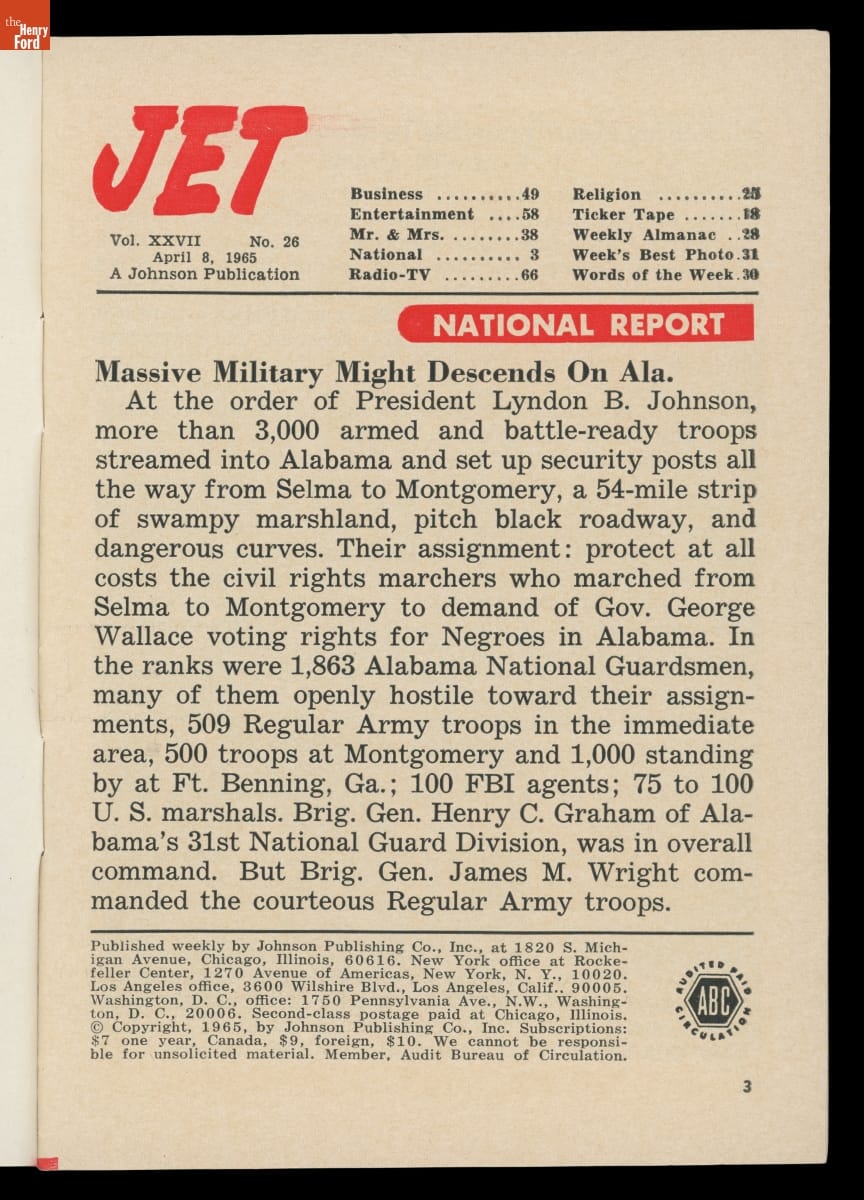 the
Henry
Ford
JET
Vol. XXVII No. 26
April 8, 1965
A Johnson Publication
Business ..........49
Entertainment ....58
Mr. & Mrs. ........38
National .......... 3
Radio-TV .........66
Religion ..........
Ticker Tape .......18
Weekly Almanac ..28
Week's Best Photo.31
Words of the Week.30
NATIONAL REPORT
Massive Military Might Descends On Ala.
At the order of President Lyndon B. Johnson,
more than 3,000 armed and battle-ready troops
streamed into Alabama and set up security posts all
the way from Selma to Montgomery, a 54-mile strip
of swampy marshland, pitch black roadway, and
dangerous curves. Their assignment: protect at all
costs the civil rights marchers who marched from
Selma to Montgomery to demand of Gov. George
Wallace voting rights for Negroes in Alabama. In
the ranks were 1,863 Alabama National Guardsmen,
many of them openly hostile toward their assign-
ments, 509 Regular Army troops in the immediate
area, 500 troops at Montgomery and 1,000 standing
by at Ft. Benning, Ga.; 100 FBI agents; 75 to 100
U. S. marshals. Brig. Gen. Henry C. Graham of Ala-
bama's 31st National Guard Division, was in overall
command. But Brig. Gen. James M. Wright com-
manded the courteous Regular Army troops.
Published weekly by Johnson Publishing Co., Inc., at 1820 S. Mich-
igan Avenue, Chicago, Illinois, 60616. New York office at Rocke-
feller Center, 1270 Avenue of Americas, New York, N. Y., 10020.
Los Angeles office, 3600 Wilshire Blvd., Los Angeles, Calif.. 90005.
Washington, D. C., office: 1750 Pennsylvania Ave., N.W., Washing-
ton, D. C., 20006. Second-class postage paid at Chicago, Illinois.
© Copyright, 1965, by Johnson Publishing Co., Inc. Subscriptions:
$7 one year, Canada, $9, foreign, $10. We cannot be responsi-
ble for unsolicited material. Member, Audit Bureau of Circulation.
AUDITED PAID
ABC
CIRCULATION
3